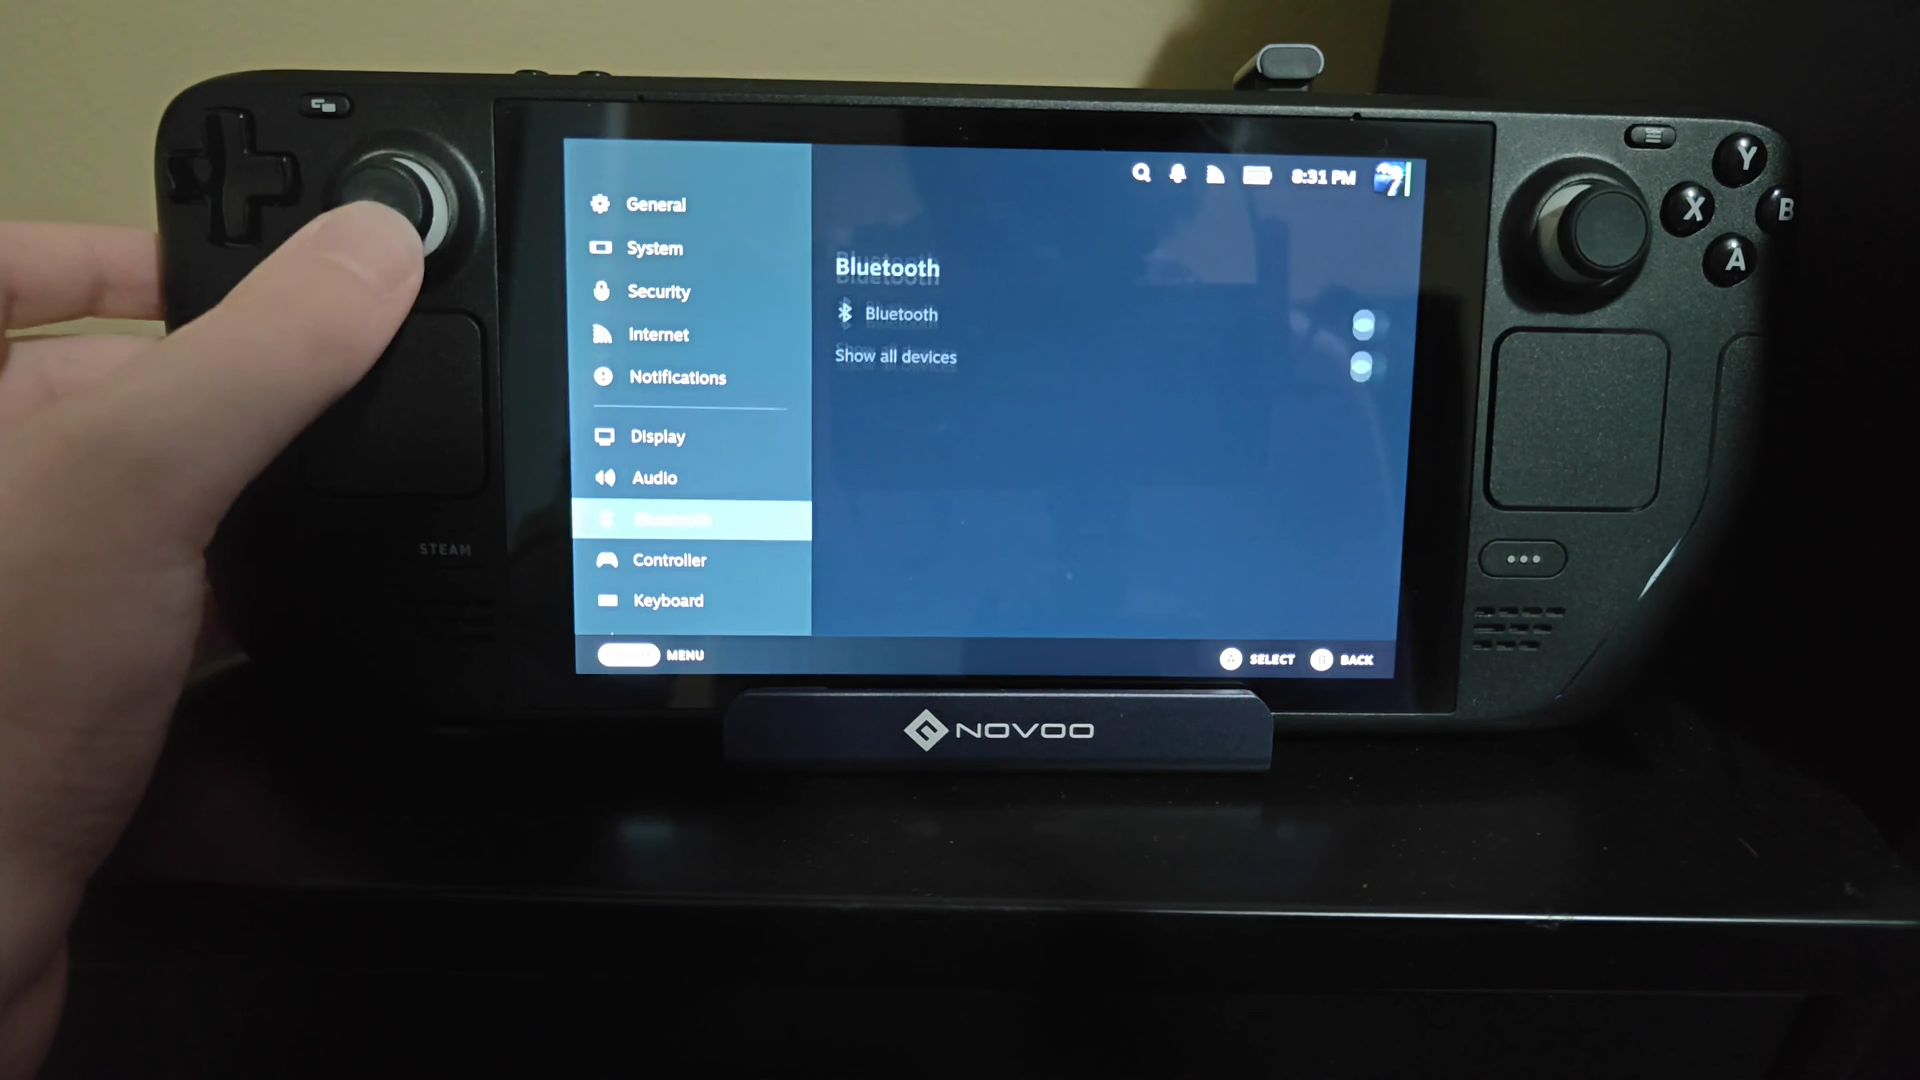 8:31 PM
General
System
Security
Internet
Notifications
Display
Audio
Bluetooth
Controller
Keyboard
Bluetooth
Bluetooth
Show all devices
MENU
A SELECT B BACK
STEAM
Y
X
B
A
NOVOO